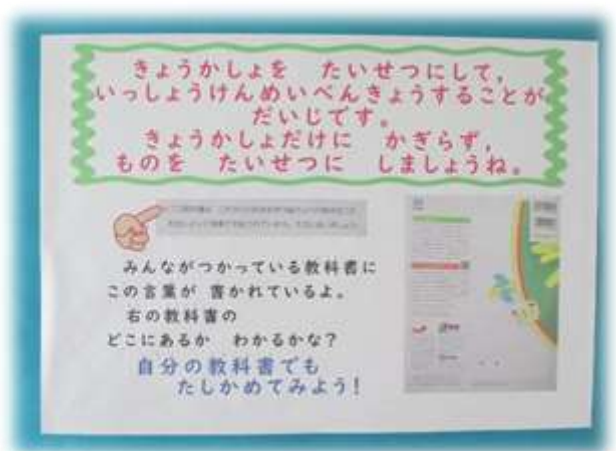 きょうかしょを たいせつにして,
いっしょうけんめいべんきょうすることが
だいじです。
きょうかしょだけに かぎらず,
ものを たいせつに しましょうね。
みんながつかっている教科書に
この言葉が 書かれているよ。
右の教科書の
どこにあるか わかるかな?
自分の教科書でも
たしかめてみよう!